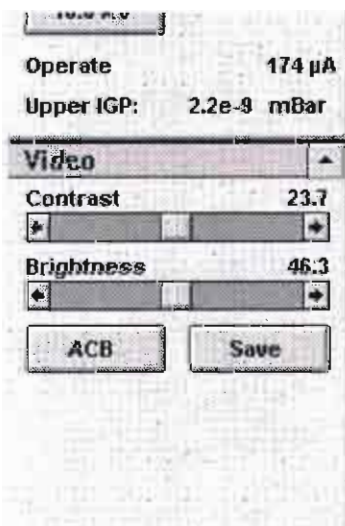 Operate 174 µA
Upper IGP: 2.2e-9 mBar
Video
Contrast 23.7
Brightness 46.3
ACB Save